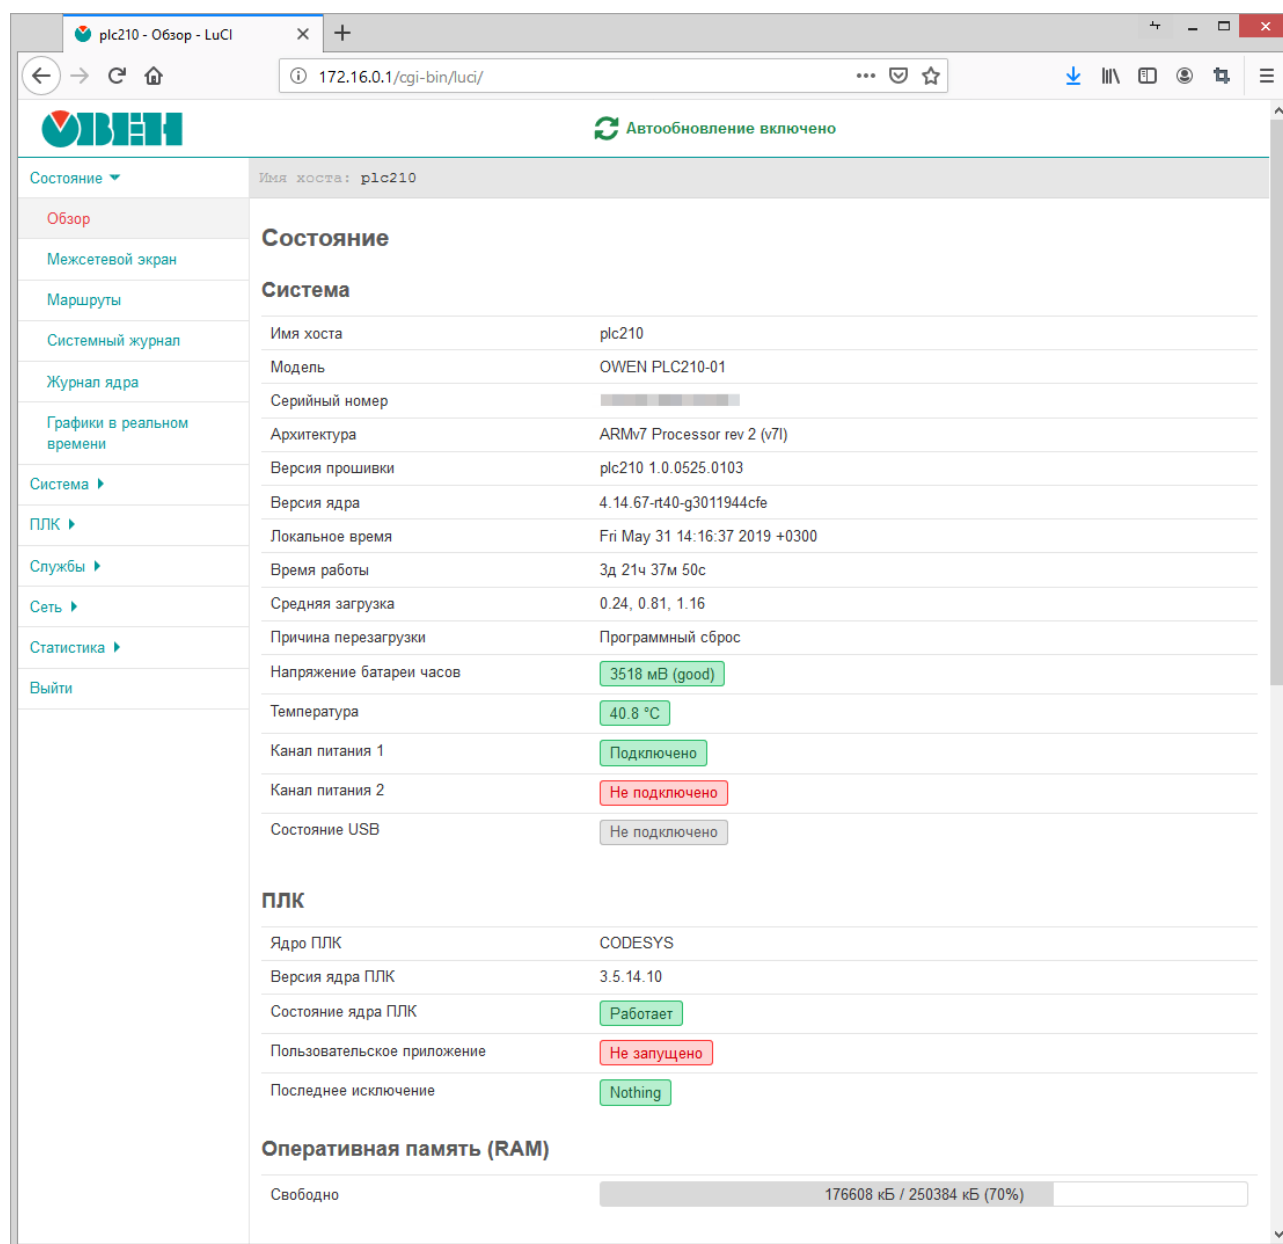 plc210 - Обзор - LuCI
172.16.0.1/cgi-bin/luci/
ОВЕН
Автообновление включено
Состояние
Имя хоста: plc210
Обзор
Межсетевой экран
Маршруты
Системный журнал
Журнал ядра
Графики в реальном
времени
Система
ПЛК
Службы
Сеть
Статистика
Выйти
Состояние
Система
Имя хоста plc210
Модель OWEN PLC210-01
Серийный номер
Архитектура ARMv7 Processor rev 2 (v7l)
Версия прошивки plc210 1.0.0525.0103
Версия ядра 4.14.67-rt40-g3011944cfe
Локальное время Fri May 31 14:16:37 2019 +0300
Время работы 3д 21ч 37м 50с
Средняя загрузка 0.24, 0.81, 1.16
Причина перезагрузки Программный сброс
Напряжение батареи часов 3518 мВ (good)
Температура 40.8 °C
Канал питания 1 Подключено
Канал питания 2 Не подключено
Состояние USB Не подключено
ПЛК
Ядро ПЛК CODESYS
Версия ядра ПЛК 3.5.14.10
Состояние ядра ПЛК Работает
Пользовательское приложение Не запущено
Последнее исключение Nothing
Оперативная память (RAM)
Свободно 176608 кБ / 250384 кБ (70%)